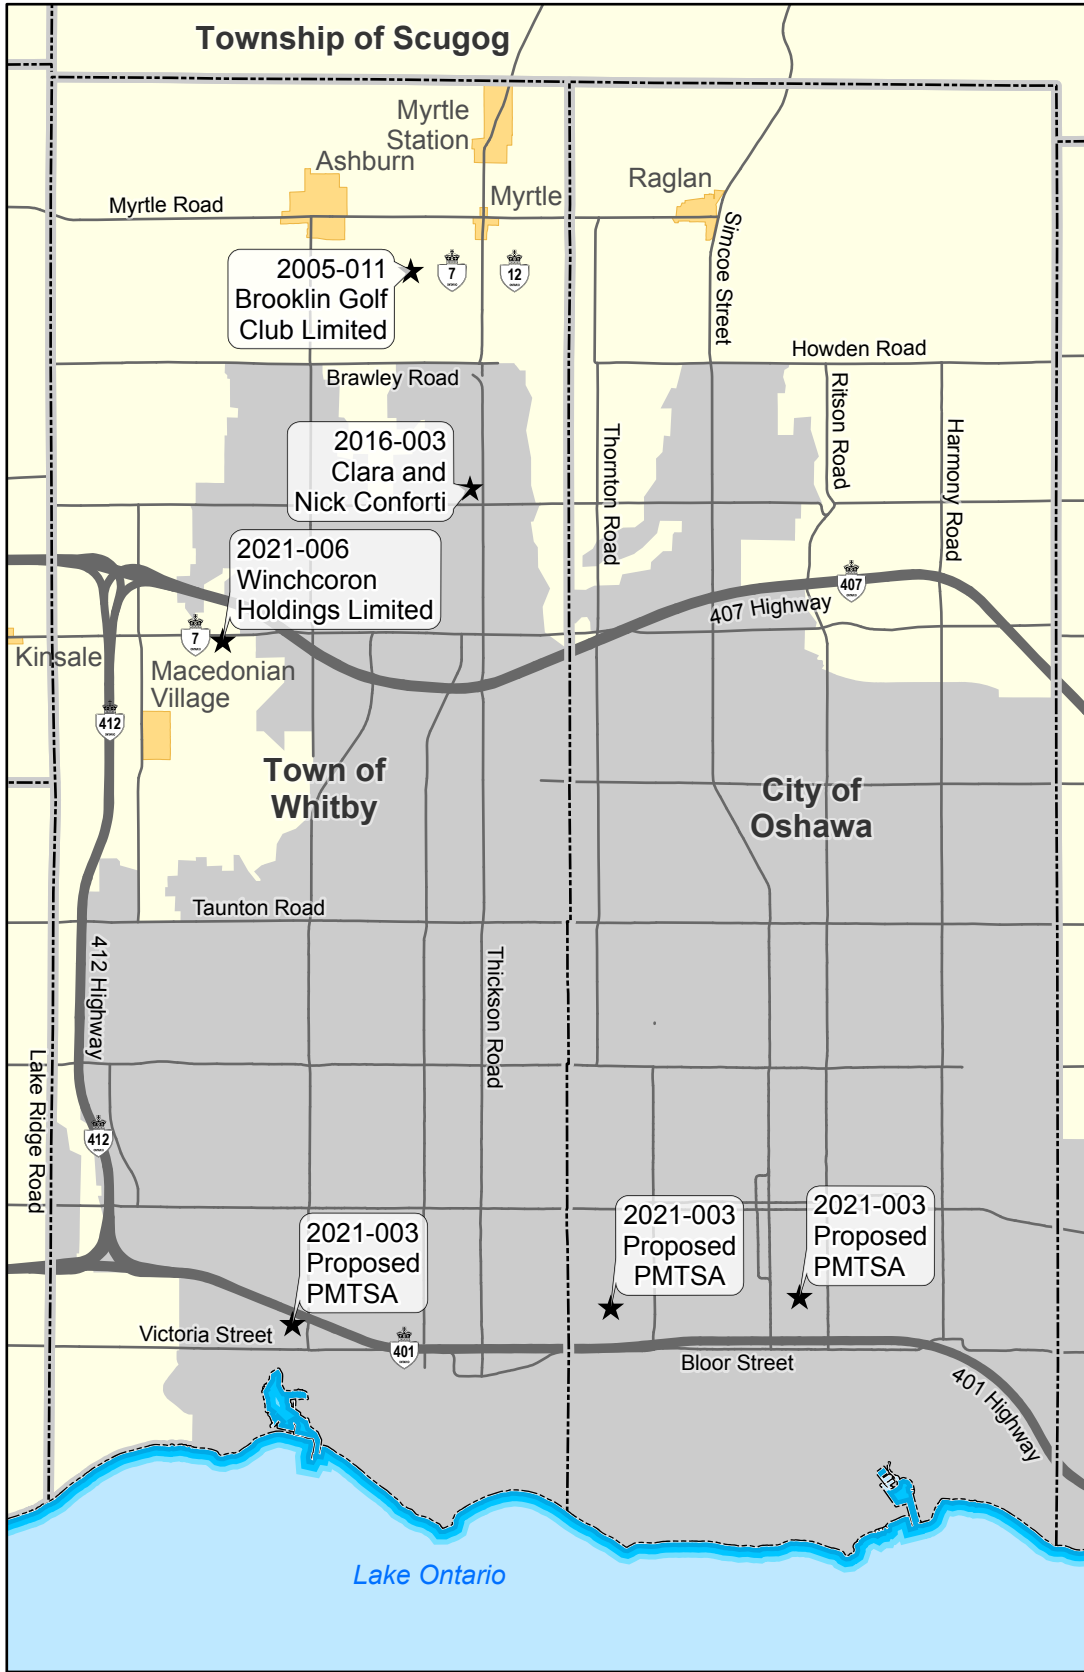 Township of Scugog
Myrtle
Station
Ashburn
Myrtle
Raglan
Myrtle Road
Simcoe Street
2005-011
Brooklin Golf
Club Limited
7
12
Howden Road
Brawley Road
Ritson Road
Thornton Road
Harmony Road
2016-003
Clara and
Nick Conforti
2021-006
Winchcoron
Holdings Limited
407
407 Highway
7
Kinsale
Macedonian
Village
412
Town of
Whitby
City of
Oshawa
Taunton Road
412 Highway
Thickson Road
Lake Ridge Road
412
2021-003
Proposed
PMTSA
2021-003
Proposed
PMTSA
2021-003
Proposed
PMTSA
Victoria Street
401
Bloor Street
401 Highway
Lake Ontario